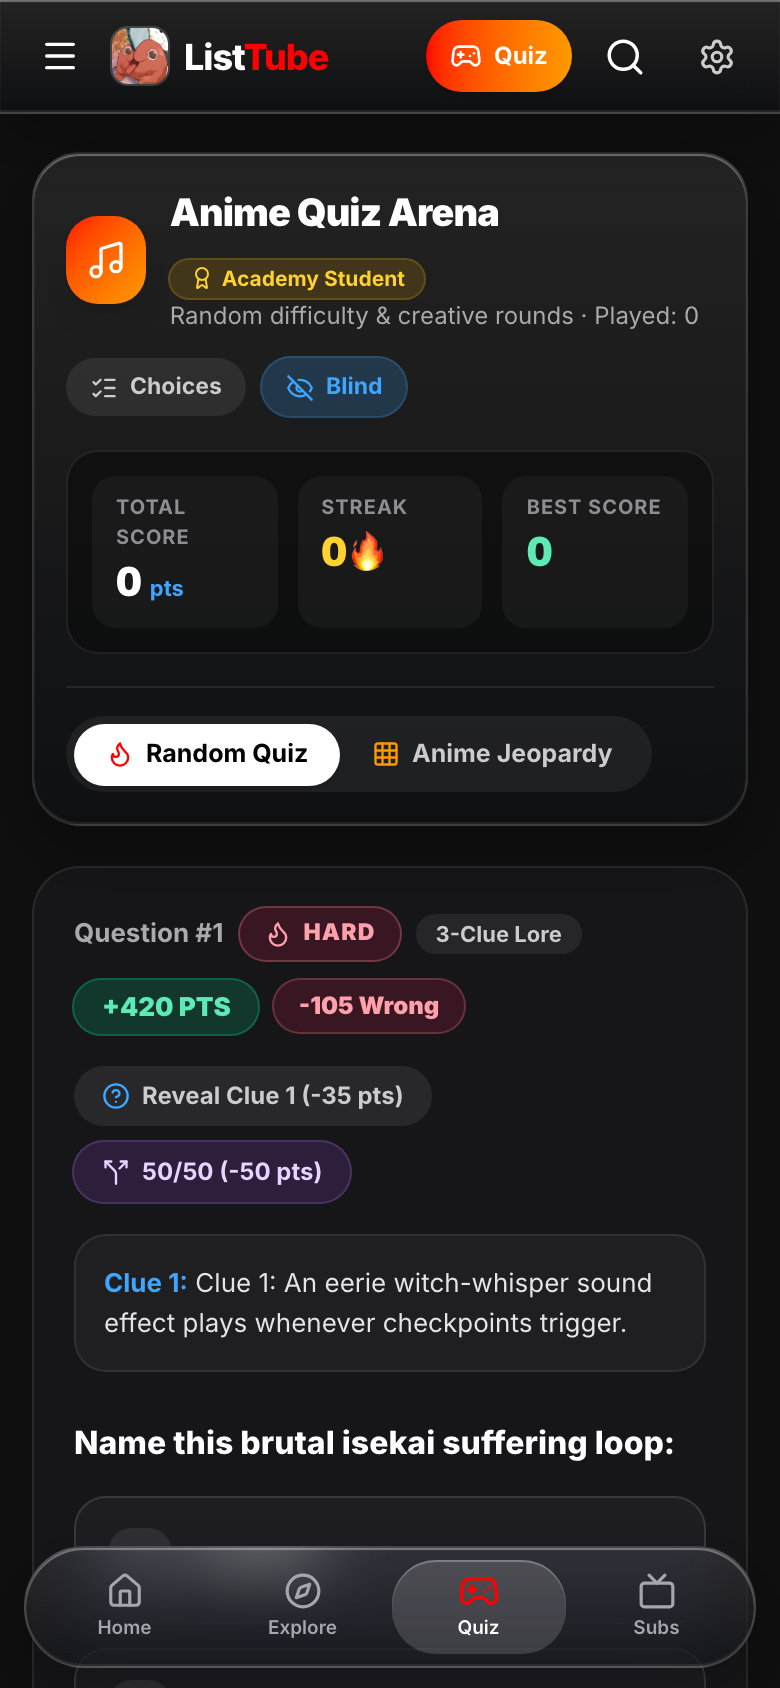 ListTube
Quiz
Anime Quiz Arena
Academy Student
Random difficulty & creative rounds · Played: 0
Choices
Blind
TOTAL
SCORE
0 pts
STREAK
0🔥
BEST SCORE
0
Random Quiz
Anime Jeopardy
Question #1
HARD
3-Clue Lore
+420 PTS
-105 Wrong
Reveal Clue 1 (-35 pts)
50/50 (-50 pts)
Clue 1: Clue 1: An eerie witch-whisper sound
effect plays whenever checkpoints trigger.
Name this brutal isekai suffering loop:
Home
Explore
Quiz
Subs